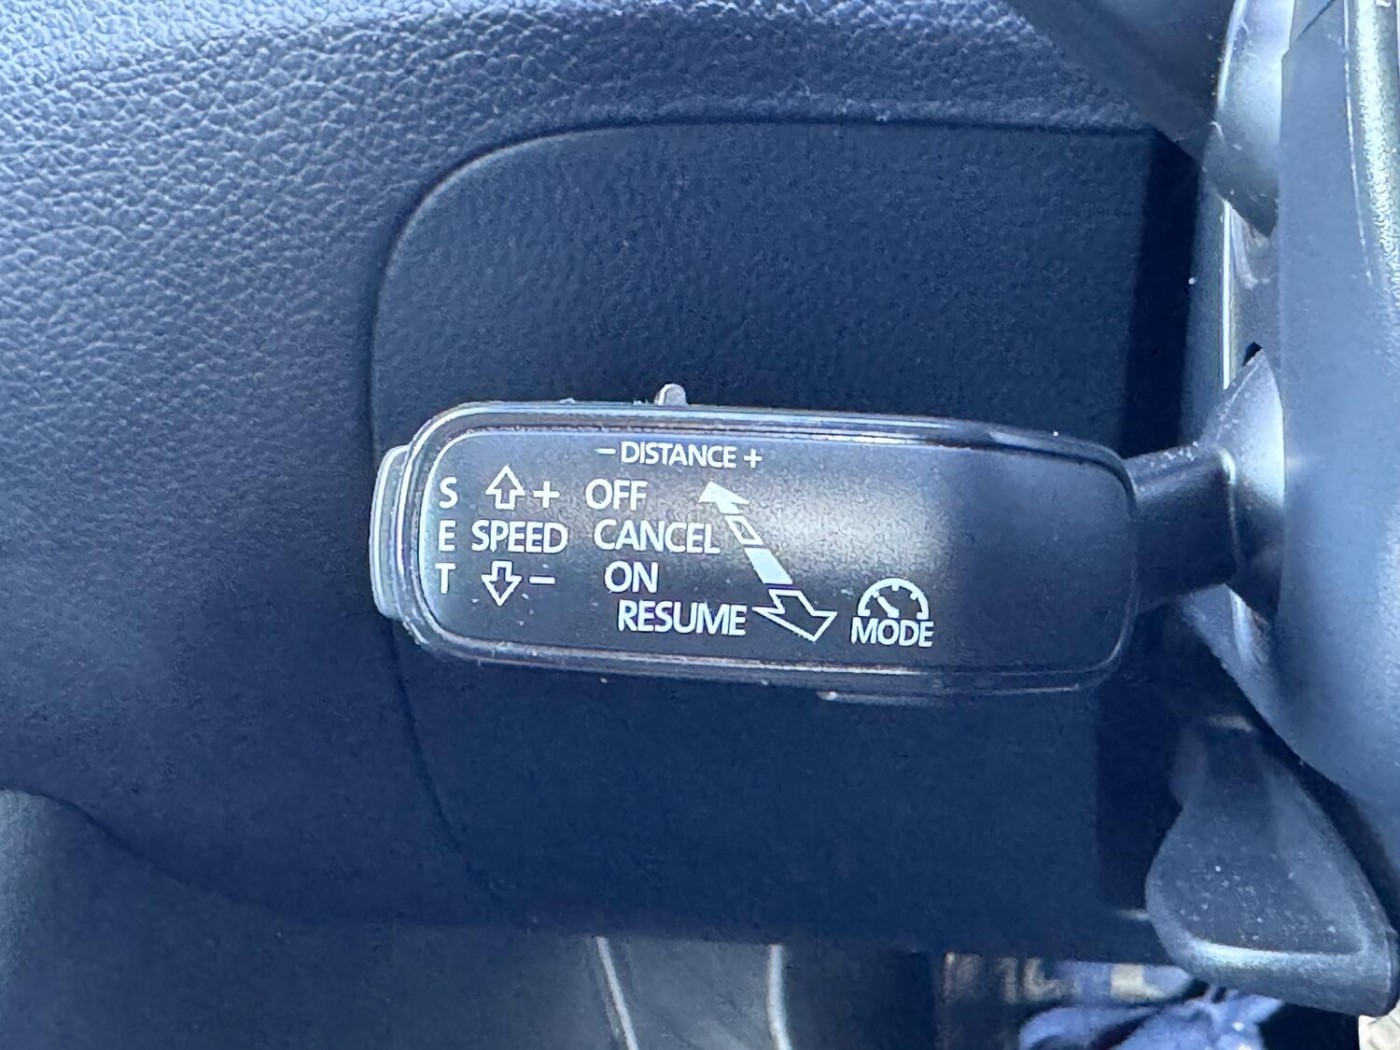 – DISTANCE +
S + OFF
E SPEED CANCEL
T – ON
RESUME MODE